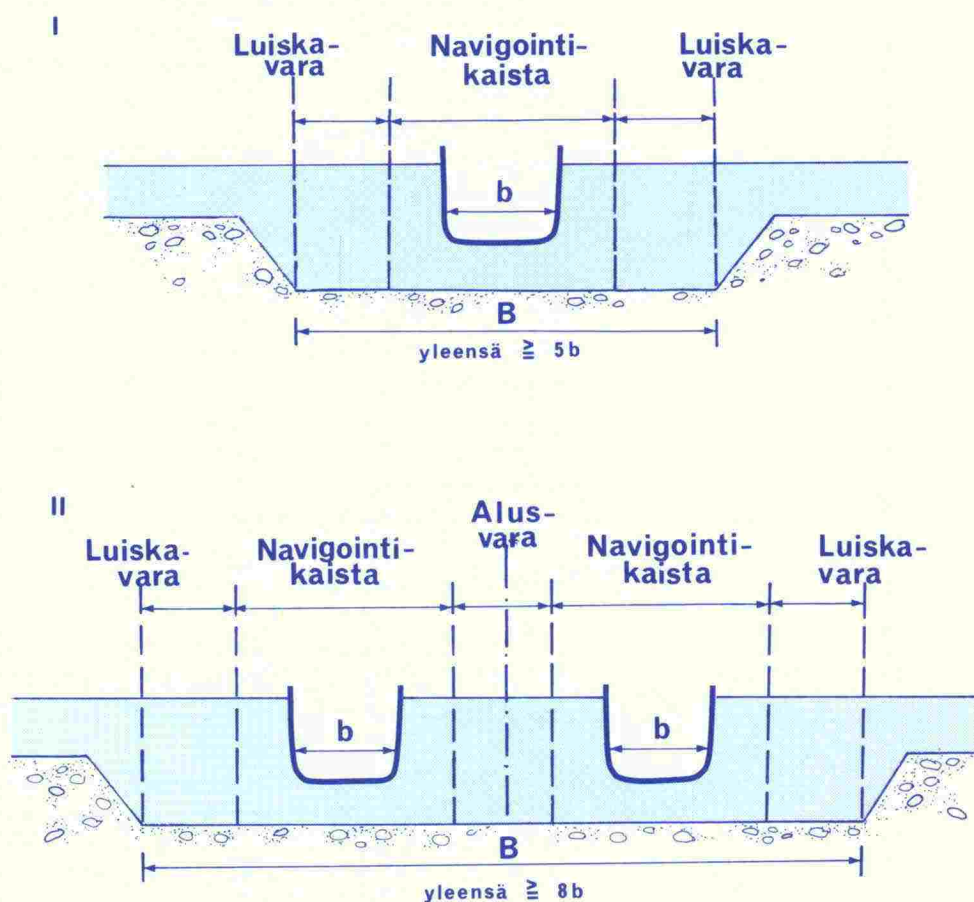 I
Luiska-
vara
Navigointi-
kaista
Luiska-
vara
b
B
yleensä ≧ 5b
II
Luiska-
vara
Navigointi-
kaista
Alus-
vara
Navigointi-
kaista
Luiska-
vara
b
b
B
yleensä ≧ 8b